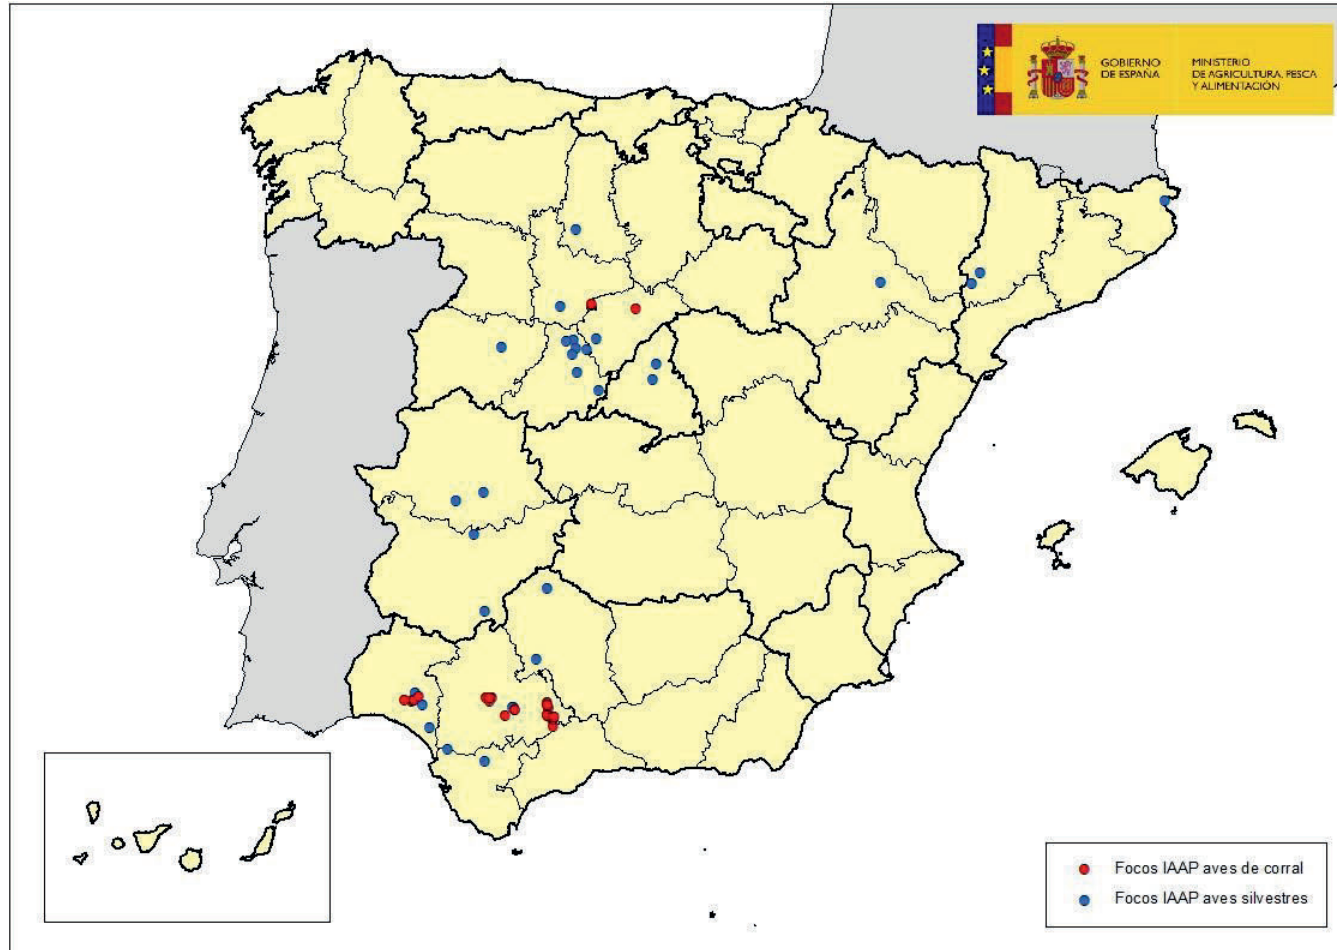 GOBIERNO
DE ESPAÑA
MINISTERIO
DE AGRICULTURA, PESCA
Y ALIMENTACIÓN
Focos IAAP aves de corral
Focos IAAP aves silvestres